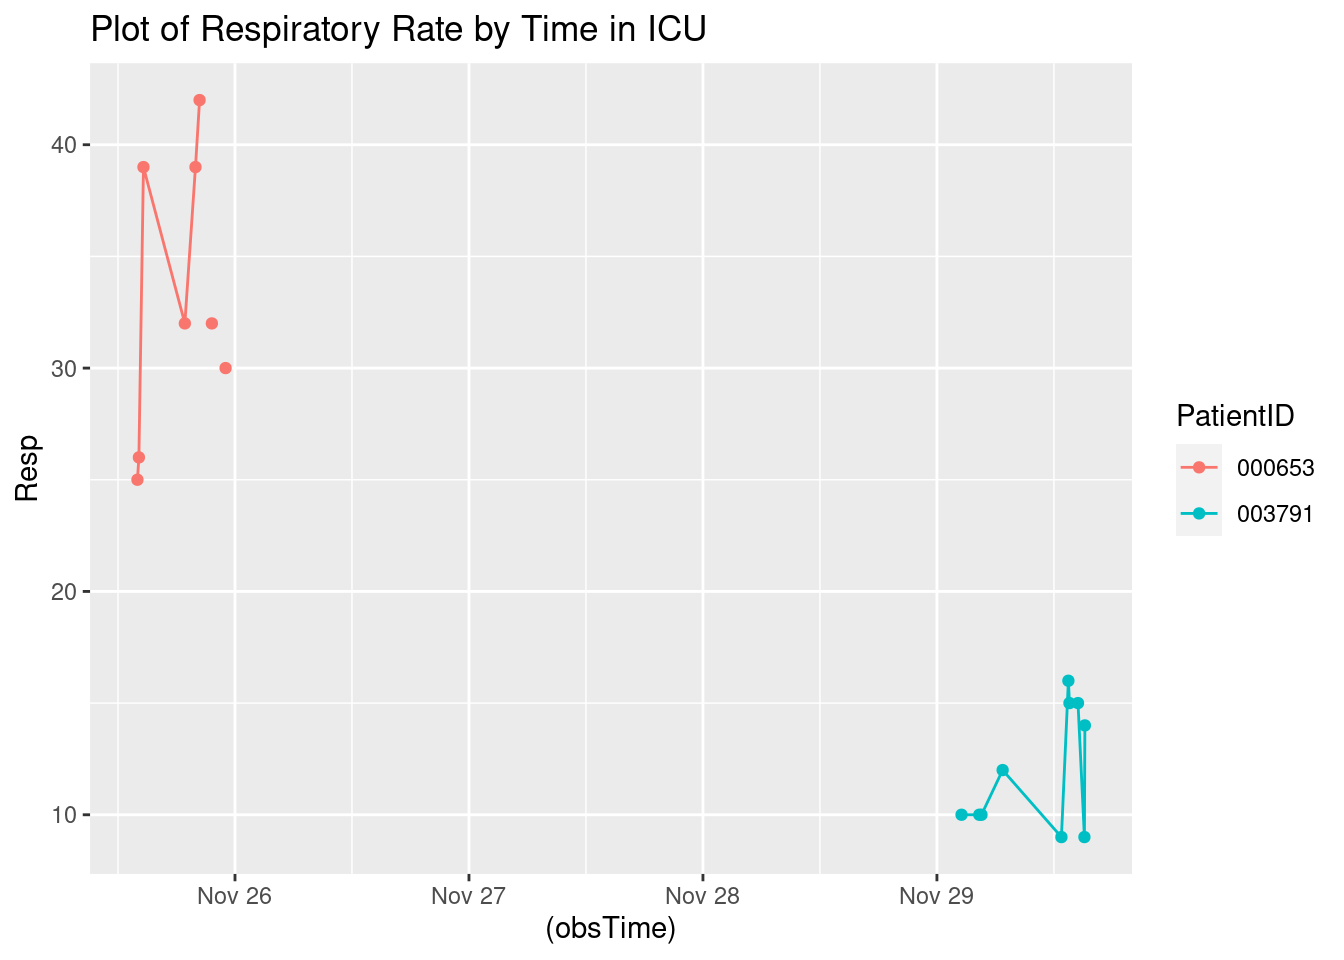 Plot of Respiratory Rate by Time in ICU
40
30
20
10
Resp
Nov 26
Nov 27
Nov 28
Nov 29
(obsTime)
PatientID
000653
003791